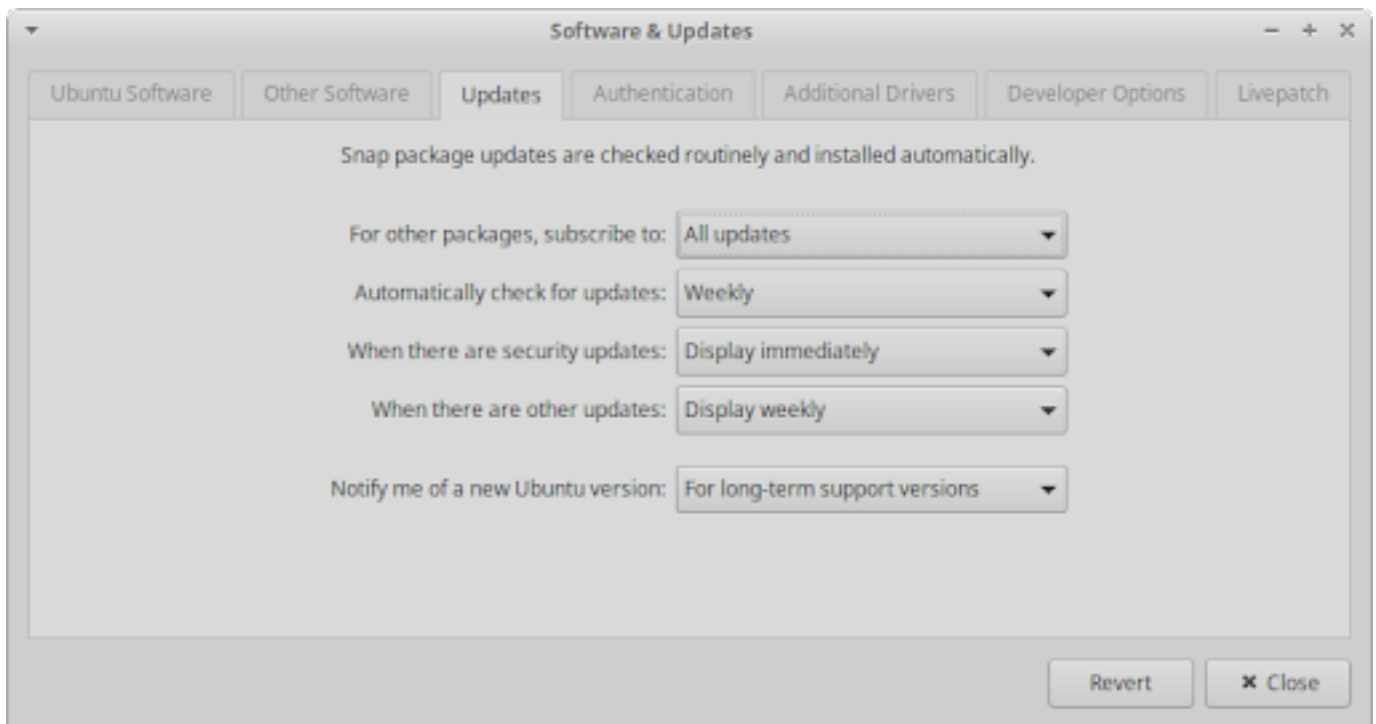 Software & Updates
Ubuntu Software Other Software Updates Authentication Additional Drivers Developer Options Livepatch
Snap package updates are checked routinely and installed automatically.
For other packages, subscribe to: All updates
Automatically check for updates: Weekly
When there are security updates: Display immediately
When there are other updates: Display weekly
Notify me of a new Ubuntu version: For long-term support versions
Revert Close